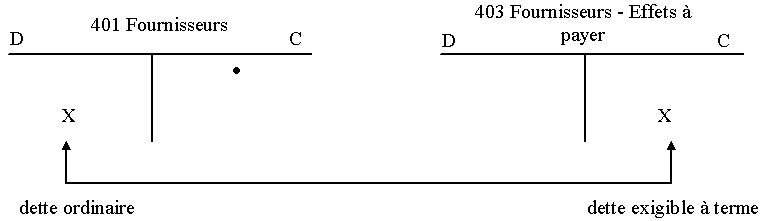 401 Fournisseurs
D
C
403 Fournisseurs - Effets à
payer
D
C
X
X
dette ordinaire
dette exigible à terme